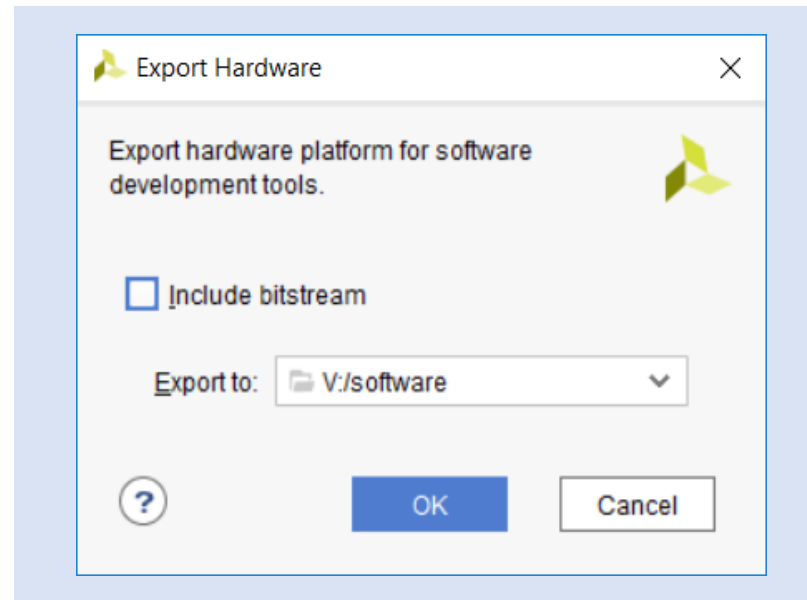 Export Hardware
Export hardware platform for software
development tools.
Include bitstream
Export to: V:/software
? OK Cancel